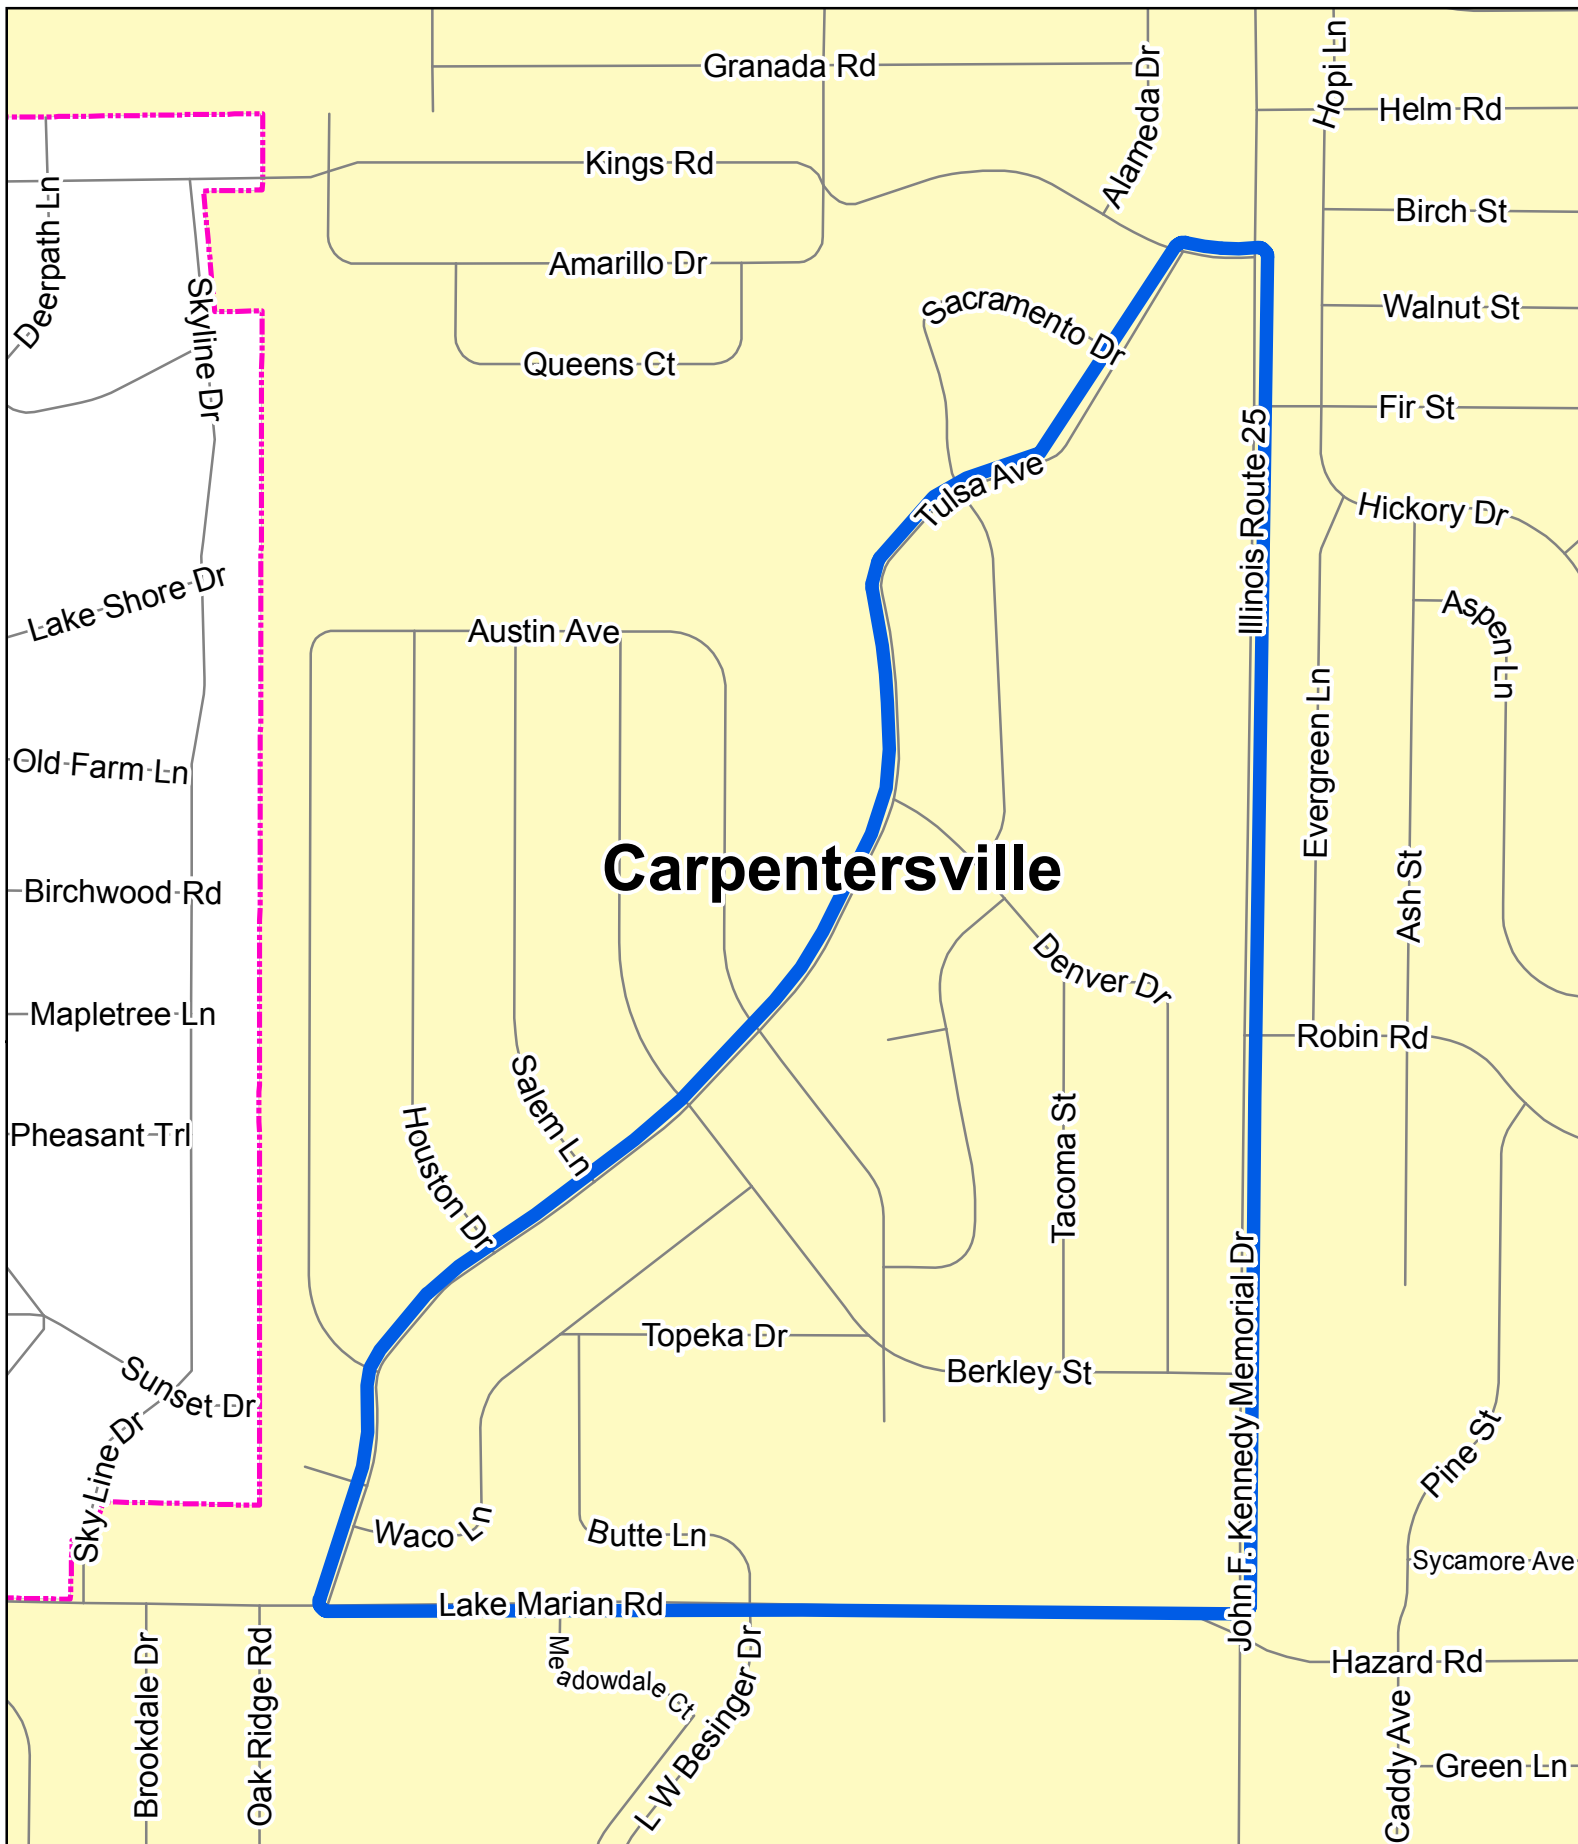 Granada Rd
Alameda Dr
Hopi Ln
Helm Rd
Kings Rd
Deerpath Ln
Birch St
Amarillo Dr
Skyline Dr
Sacramento Dr
Walnut St
Queens Ct
Fir St
Illinois Route 25
Tulsa Ave
Hickory Dr
Lake Shore Dr
Austin Ave
Aspen Ln
Evergreen Ln
Old Farm Ln
Carpentersville
Ash St
Birchwood Rd
Denver Dr
Mapletree Ln
Robin Rd
Salem Ln
Tacoma St
Pheasant Trl
Houston Dr
John F. Kennedy Memorial Dr
Topeka Dr
Berkley St
Sunset Dr
Sky Line Dr
Pine St
Waco Ln
Butte Ln
Sycamore Ave
Lake Marian Rd
Meadowdale Ct
L W Besinger Dr
Hazard Rd
Brookdale Dr
Oak Ridge Rd
Caddy Ave
Green Ln